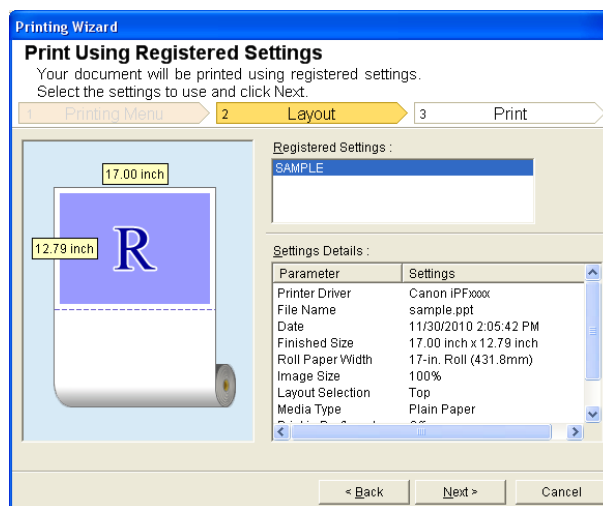 Printing Wizard
Print Using Registered Settings
Your document will be printed using registered settings.
Select the settings to use and click Next.
1 Printing Menu 2 Layout 3 Print
Registered Settings :
SAMPLE
17.00 inch
12.79 inch
R
Settings Details :
Parameter Settings
Printer Driver Canon iPFxxxx
File Name sample.ppt
Date 11/30/2010 2:05:42 PM
Finished Size 17.00 inch x 12.79 inch
Roll Paper Width 17-in. Roll (431.8mm)
Image Size 100%
Layout Selection Top
Media Type Plain Paper
< Back Next > Cancel